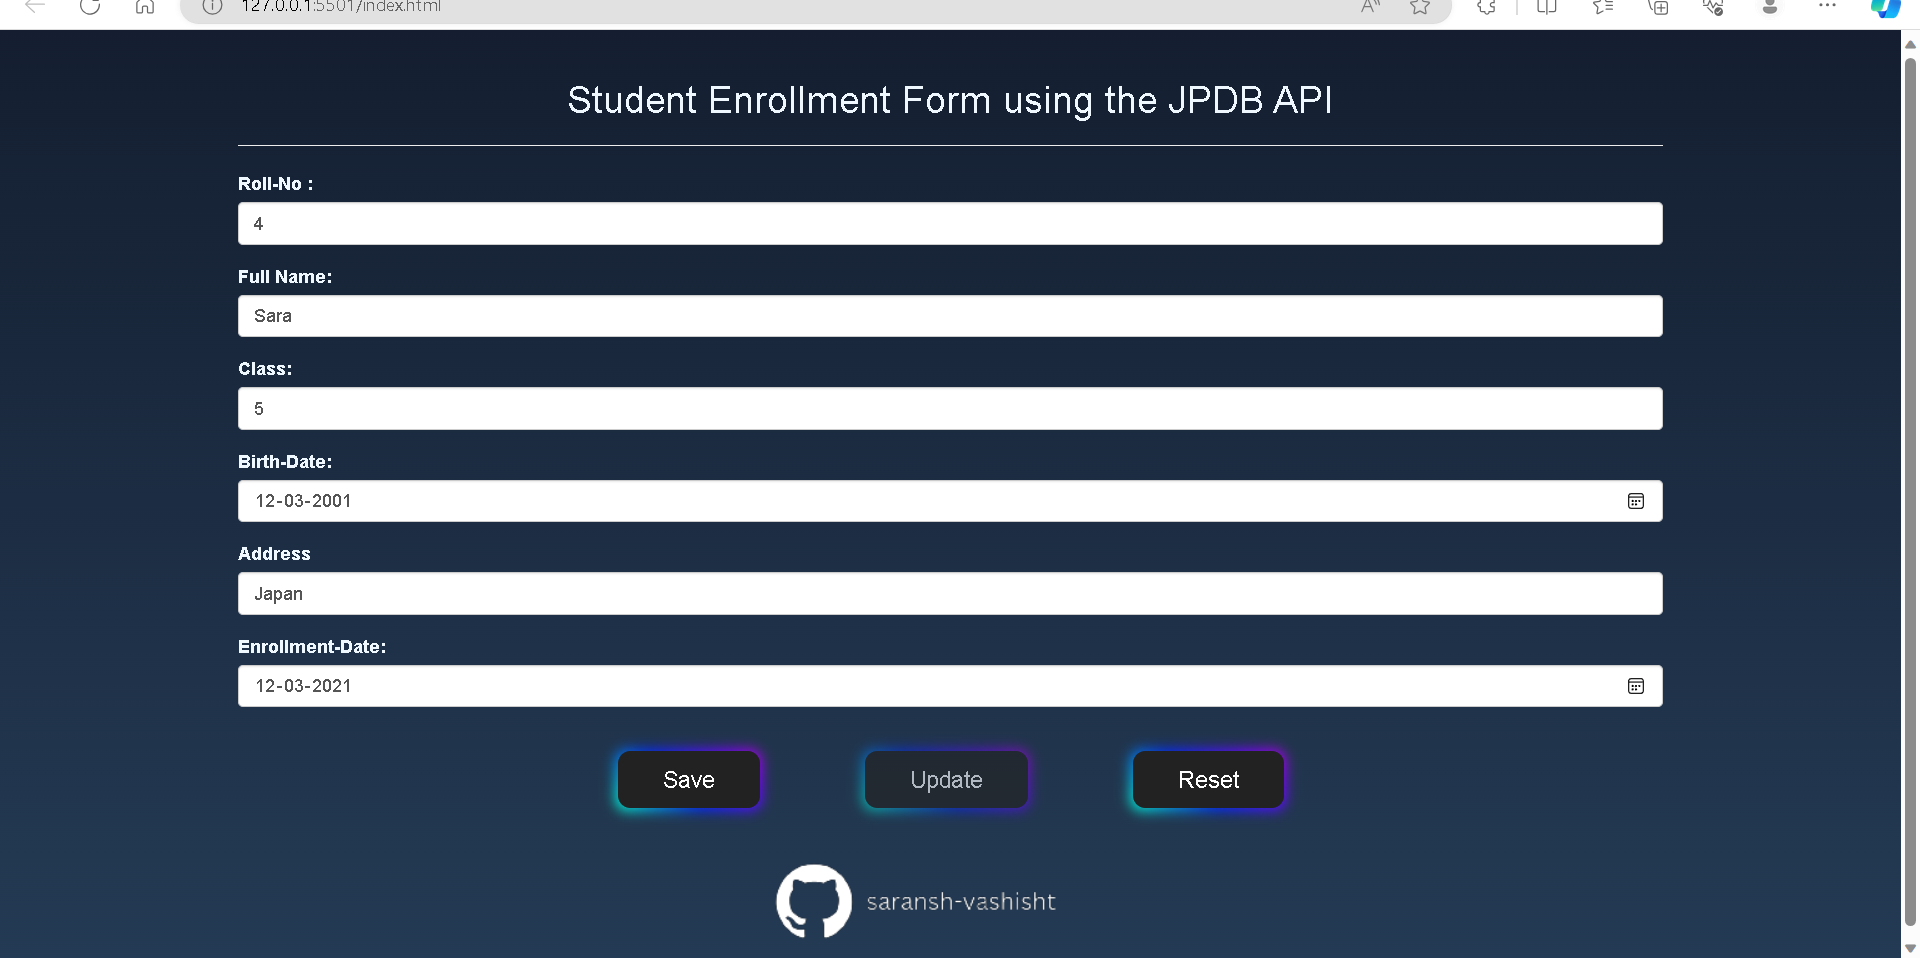 127.0.0.1:5501/index.html
Student Enrollment Form using the JPDB API
Roll-No :
4
Full Name:
Sara
Class:
5
Birth-Date:
12-03-2001
Address
Japan
Enrollment-Date:
12-03-2021
Save Update Reset
saransh-vashisht